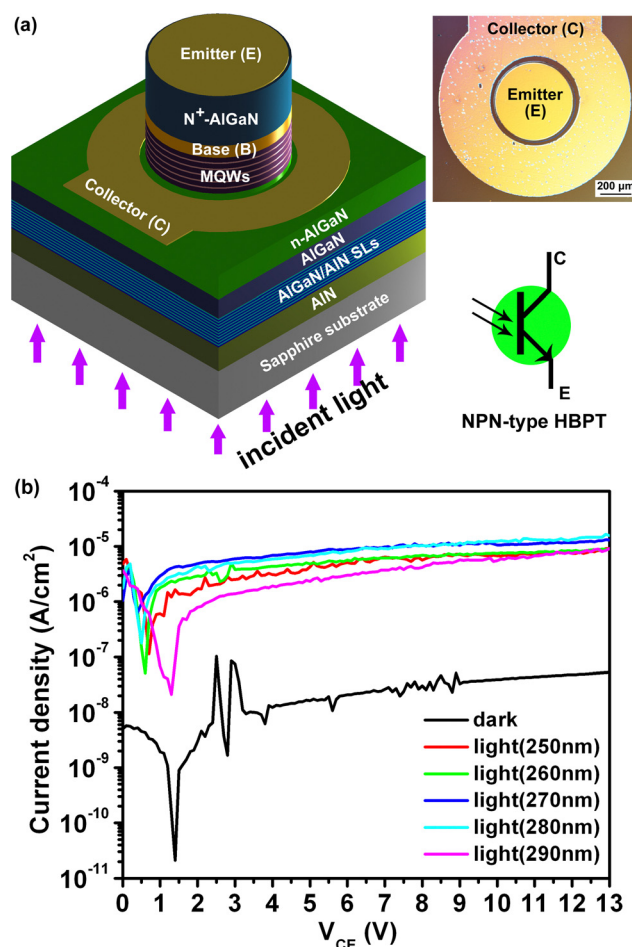 (a)
Emitter (E)
N⁺-AlGaN
Base (B)
MQWs
Collector (C)
n-AlGaN
AlGaN
AlGaN/AlN SLs
AlN
Sapphire substrate
incident light
Collector (C)
Emitter
(E)
200 μm
C
E
NPN-type HBPT
(b)
Current density (A/cm²)
10⁻⁴
10⁻⁵
10⁻⁶
10⁻⁷
10⁻⁸
10⁻⁹
10⁻¹⁰
10⁻¹¹
dark
light(250nm)
light(260nm)
light(270nm)
light(280nm)
light(290nm)
0 1 2 3 4 5 6 7 8 9 10 11 12 13
V_CE (V)